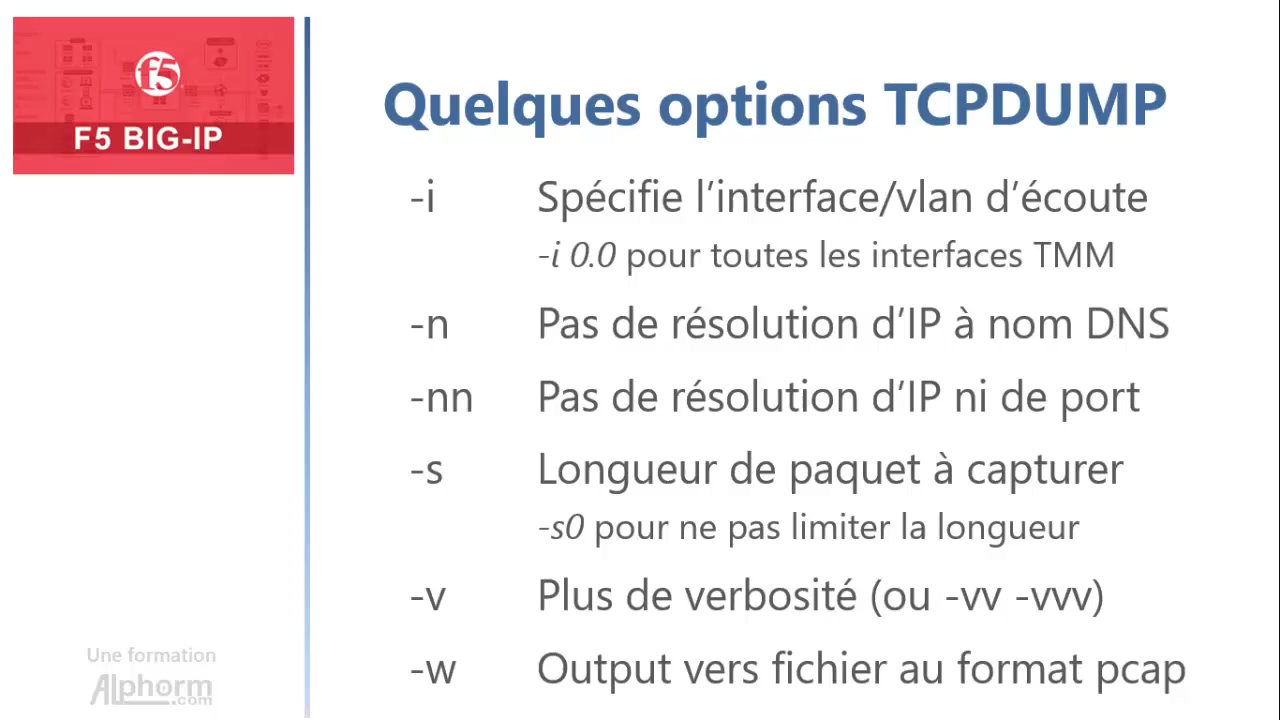 f5
F5 BIG-IP
Quelques options TCPDUMP
-i Spécifie l’interface/vlan d’écoute
-i 0.0 pour toutes les interfaces TMM
-n Pas de résolution d’IP à nom DNS
-nn Pas de résolution d’IP ni de port
-s Longueur de paquet à capturer
-s0 pour ne pas limiter la longueur
-v Plus de verbosité (ou -vv -vvv)
-w Output vers fichier au format pcap
Une formation
Alphorm.com